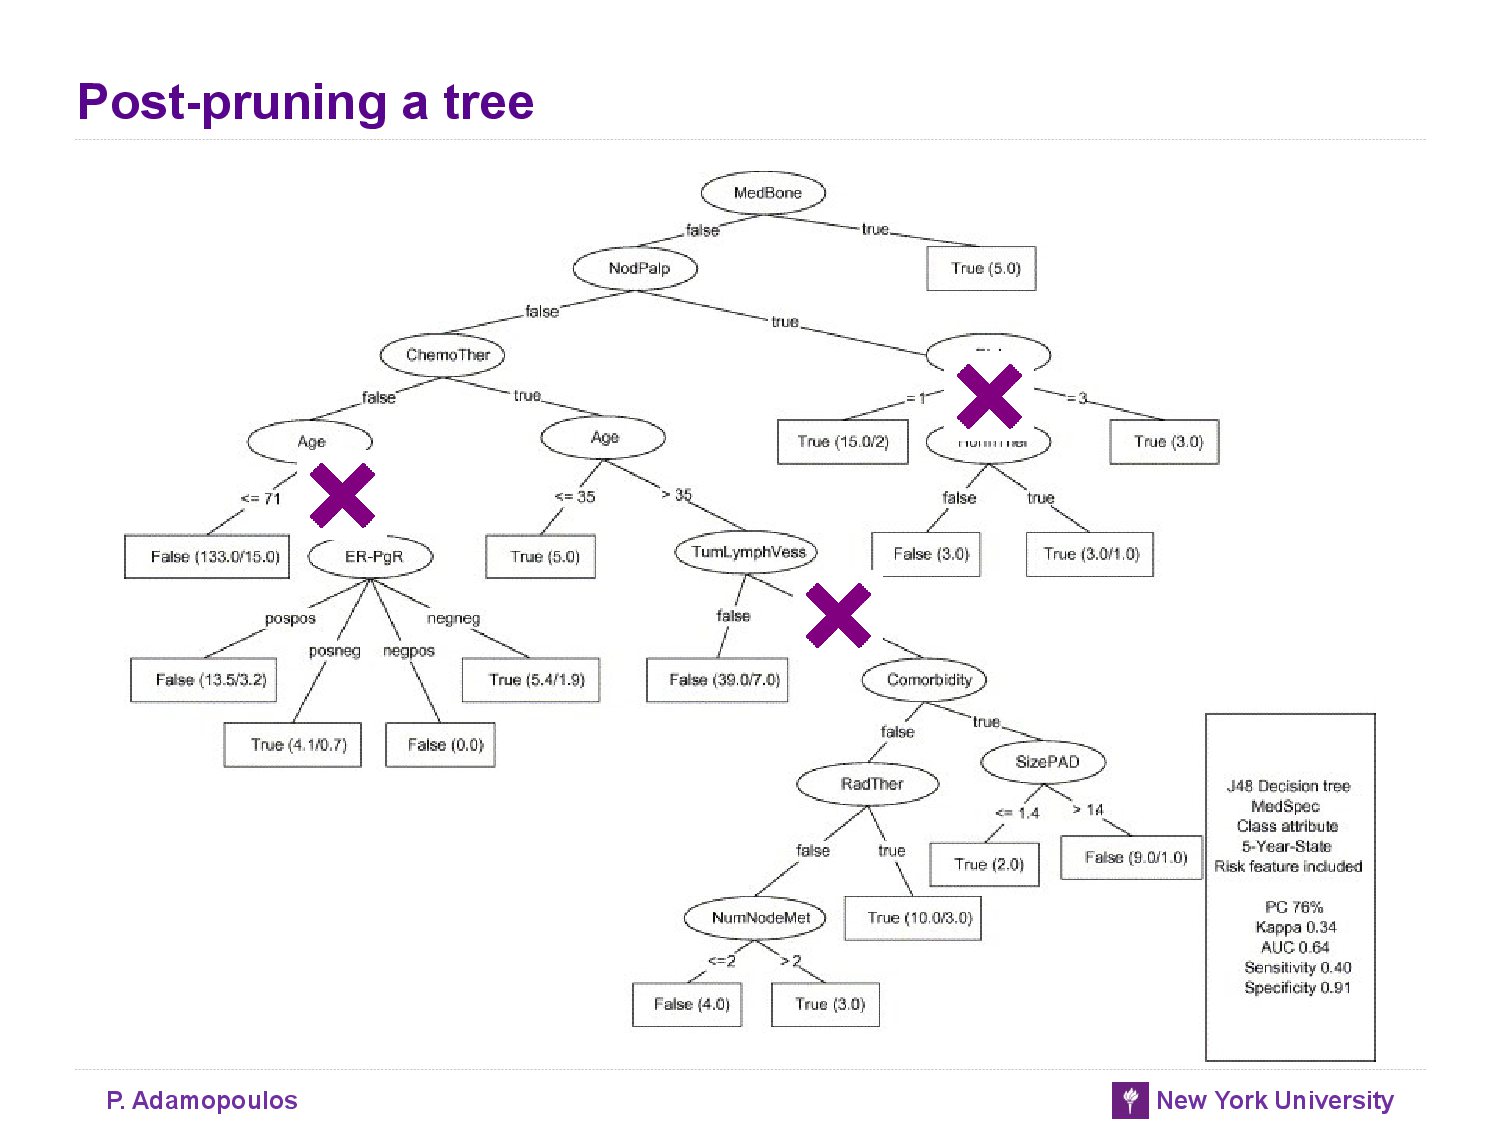 Post-pruning a tree
MedBone
false
true
NodPalp
True (5.0)
false
true
ChemoTher
false
true
= 1
= 3
Age
Age
True (15.0/2)
True (3.0)
<= 71
<= 35
> 35
false
true
False (133.0/15.0)
ER-PgR
True (5.0)
TumLymphVess
False (3.0)
True (3.0/1.0)
pospos
negneg
false
posneg
negpos
False (13.5/3.2)
True (5.4/1.9)
False (39.0/7.0)
Comorbidity
True (4.1/0.7)
False (0.0)
false
true
RadTher
SizePAD
<= 1.4
> 14
false
true
True (2.0)
False (9.0/1.0)
NumNodeMet
True (10.0/3.0)
<=2
>2
False (4.0)
True (3.0)
J48 Decision tree
MedSpec
Class attribute
5-Year-State
Risk feature included
PC 76%
Kappa 0.34
AUC 0.64
Sensitivity 0.40
Specificity 0.91
P. Adamopoulos
New York University